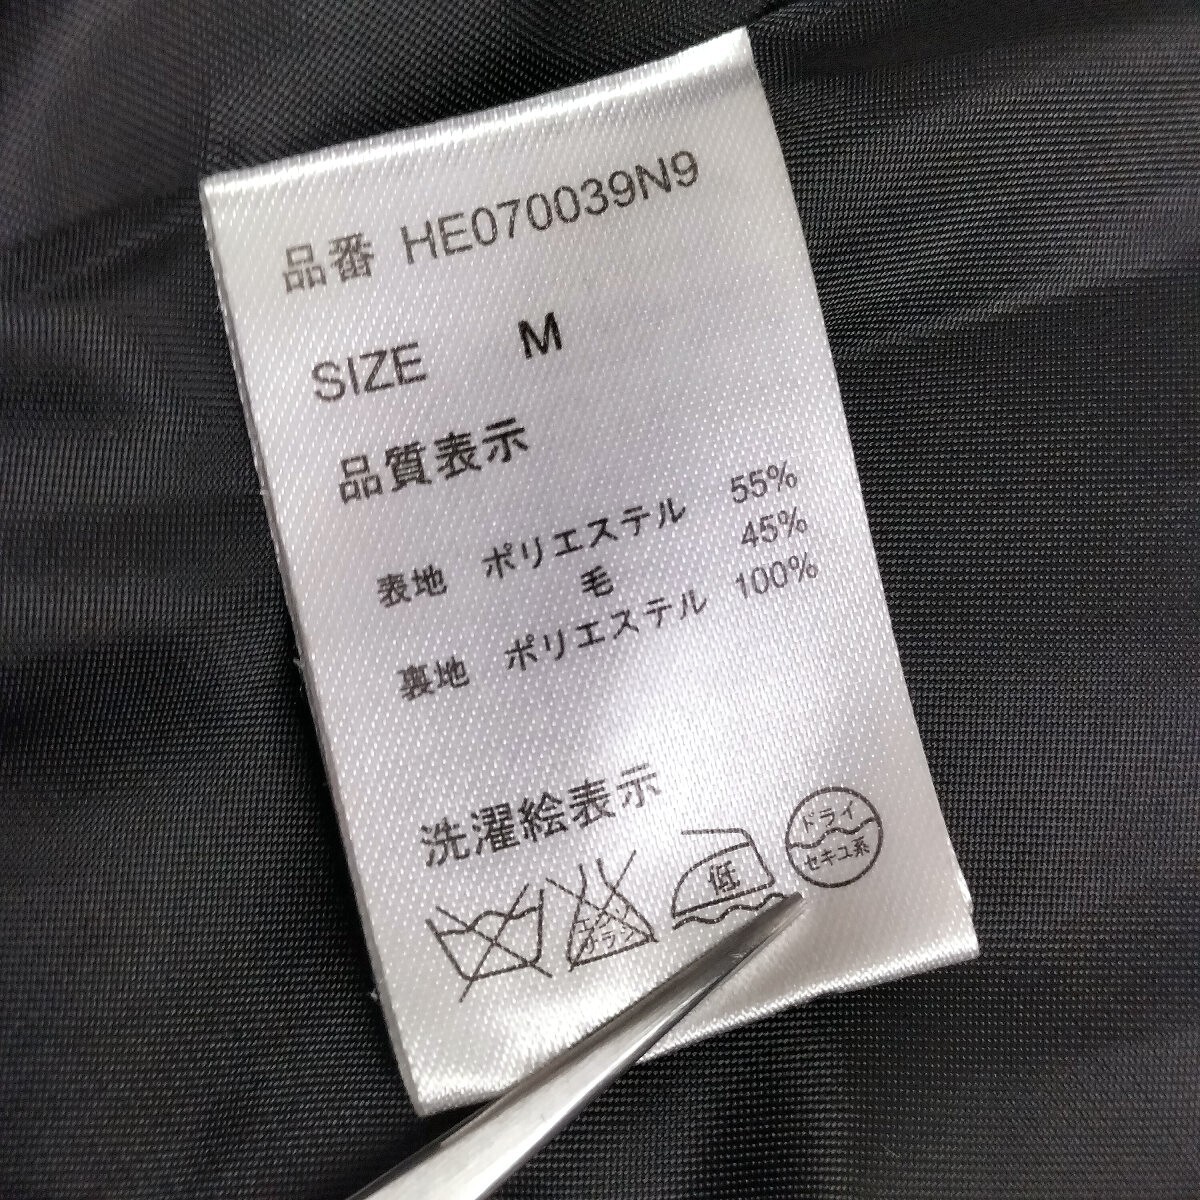 品番 HE070039N9
SIZE M
品質表示
表地 ポリエステル 55%
毛 45%
裏地 ポリエステル 100%
洗濯絵表示
エンソ
サラシ
低
ドライ
セキユ系